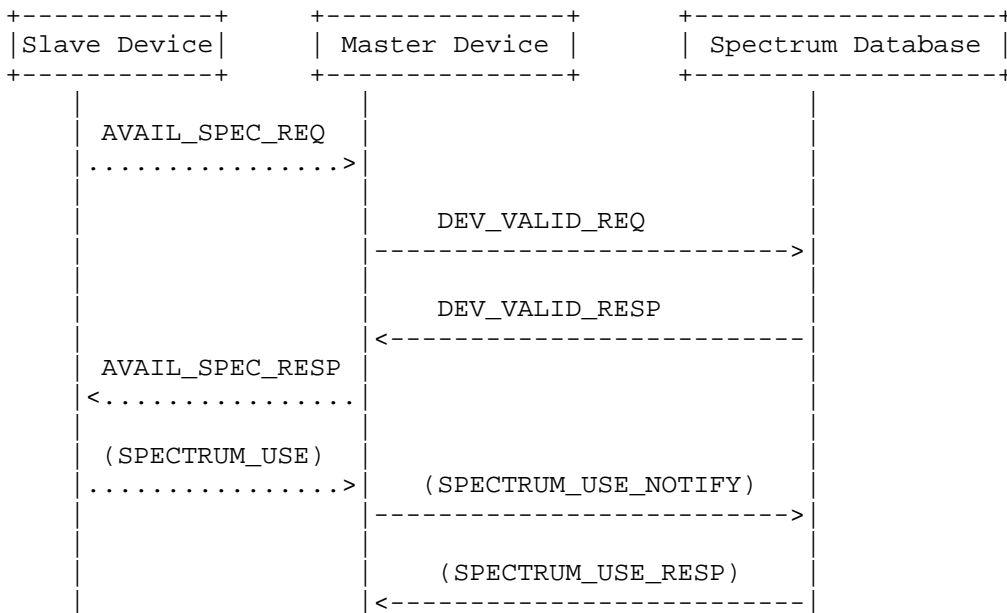 Slave Device Master Device Spectrum Database
AVAIL_SPEC_REQ
DEV_VALID_REQ
DEV_VALID_RESP
AVAIL_SPEC_RESP
(SPECTRUM_USE)
(SPECTRUM_USE_NOTIFY)
(SPECTRUM_USE_RESP)